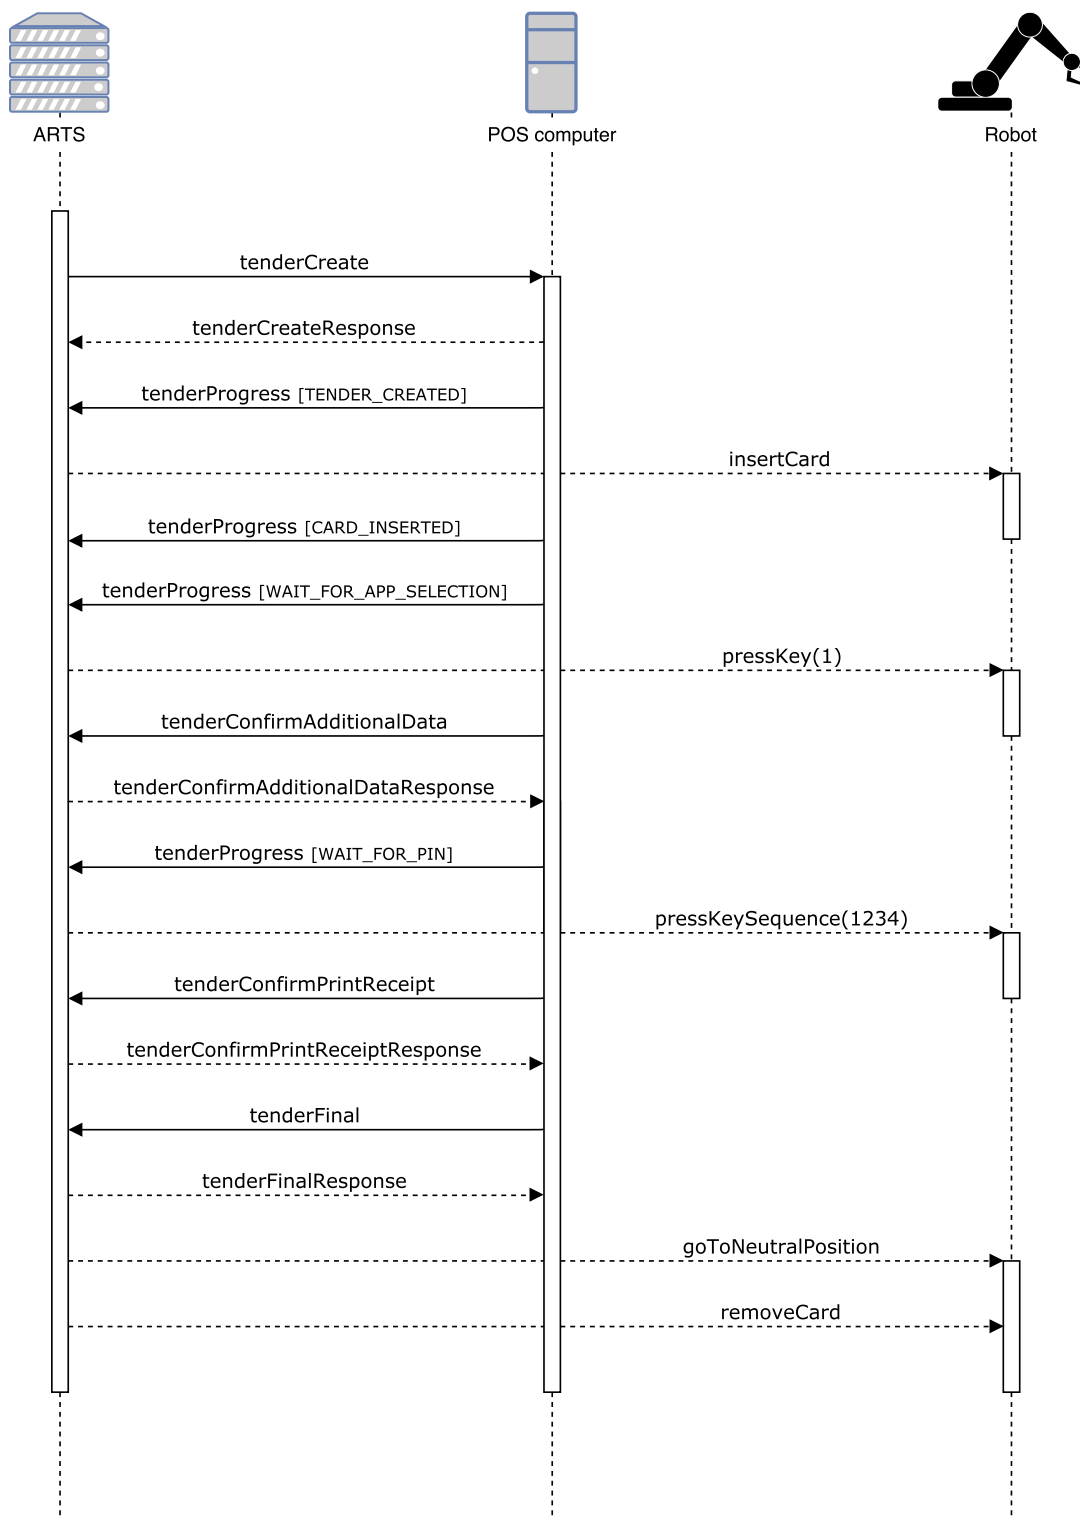 ARTS
POS computer
Robot
tenderCreate
tenderCreateResponse
tenderProgress [TENDER_CREATED]
insertCard
tenderProgress [CARD_INSERTED]
tenderProgress [WAIT_FOR_APP_SELECTION]
pressKey(1)
tenderConfirmAdditionalData
tenderConfirmAdditionalDataResponse
tenderProgress [WAIT_FOR_PIN]
pressKeySequence(1234)
tenderConfirmPrintReceipt
tenderConfirmPrintReceiptResponse
tenderFinal
tenderFinalResponse
goToNeutralPosition
removeCard